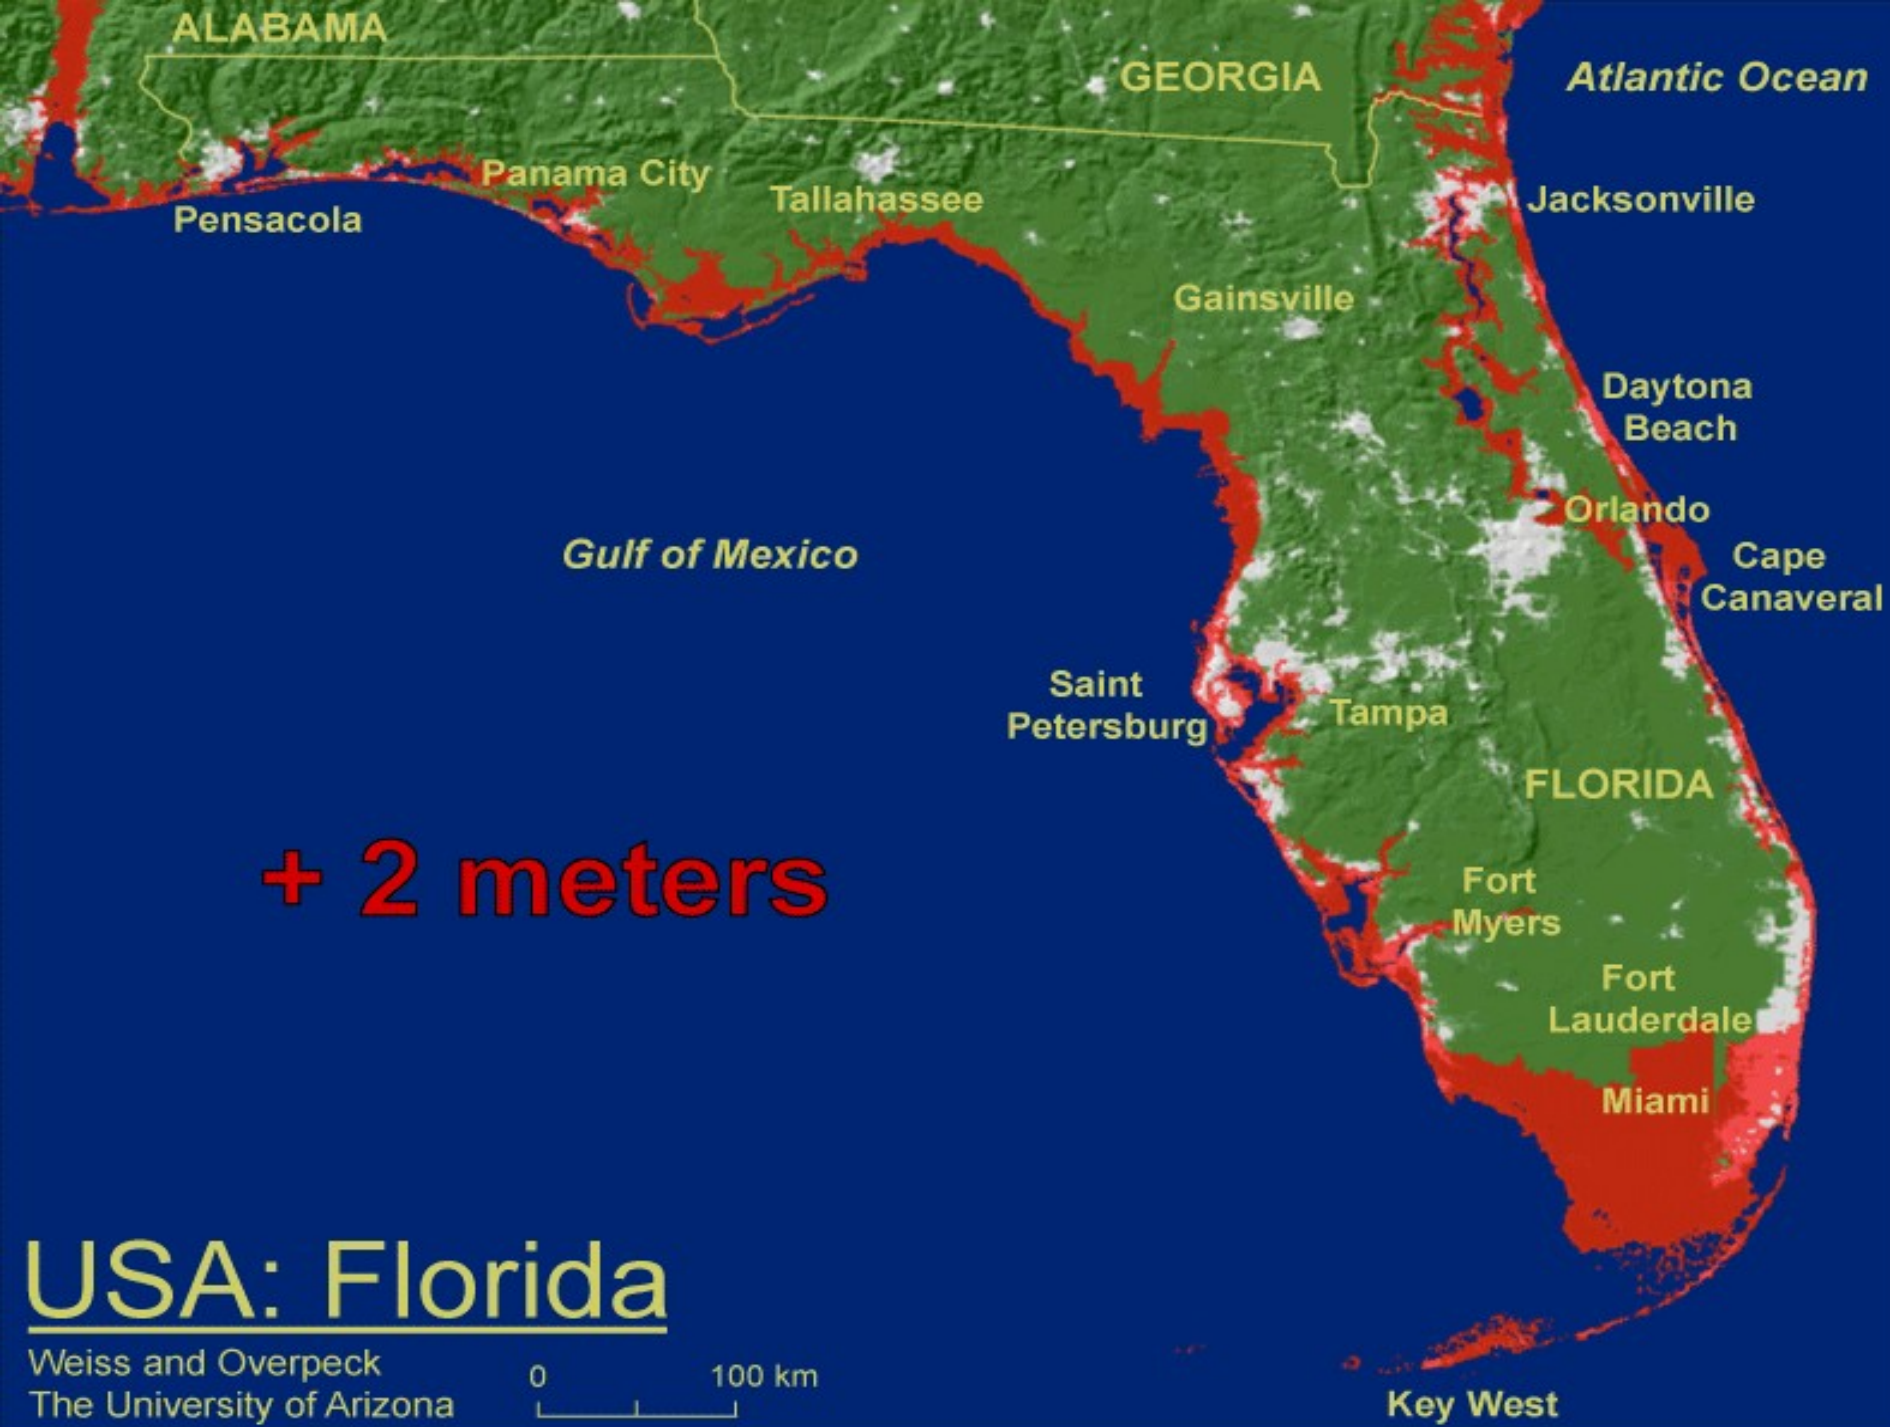 ALABAMA
GEORGIA
Atlantic Ocean
Panama City
Tallahassee
Jacksonville
Pensacola
Gainsville
Daytona
Beach
Orlando
Gulf of Mexico
Cape
Canaveral
Saint
Petersburg
Tampa
FLORIDA
+ 2 meters
Fort
Myers
Fort
Lauderdale
Miami
USA: Florida
Weiss and Overpeck
The University of Arizona
0 100 km
Key West